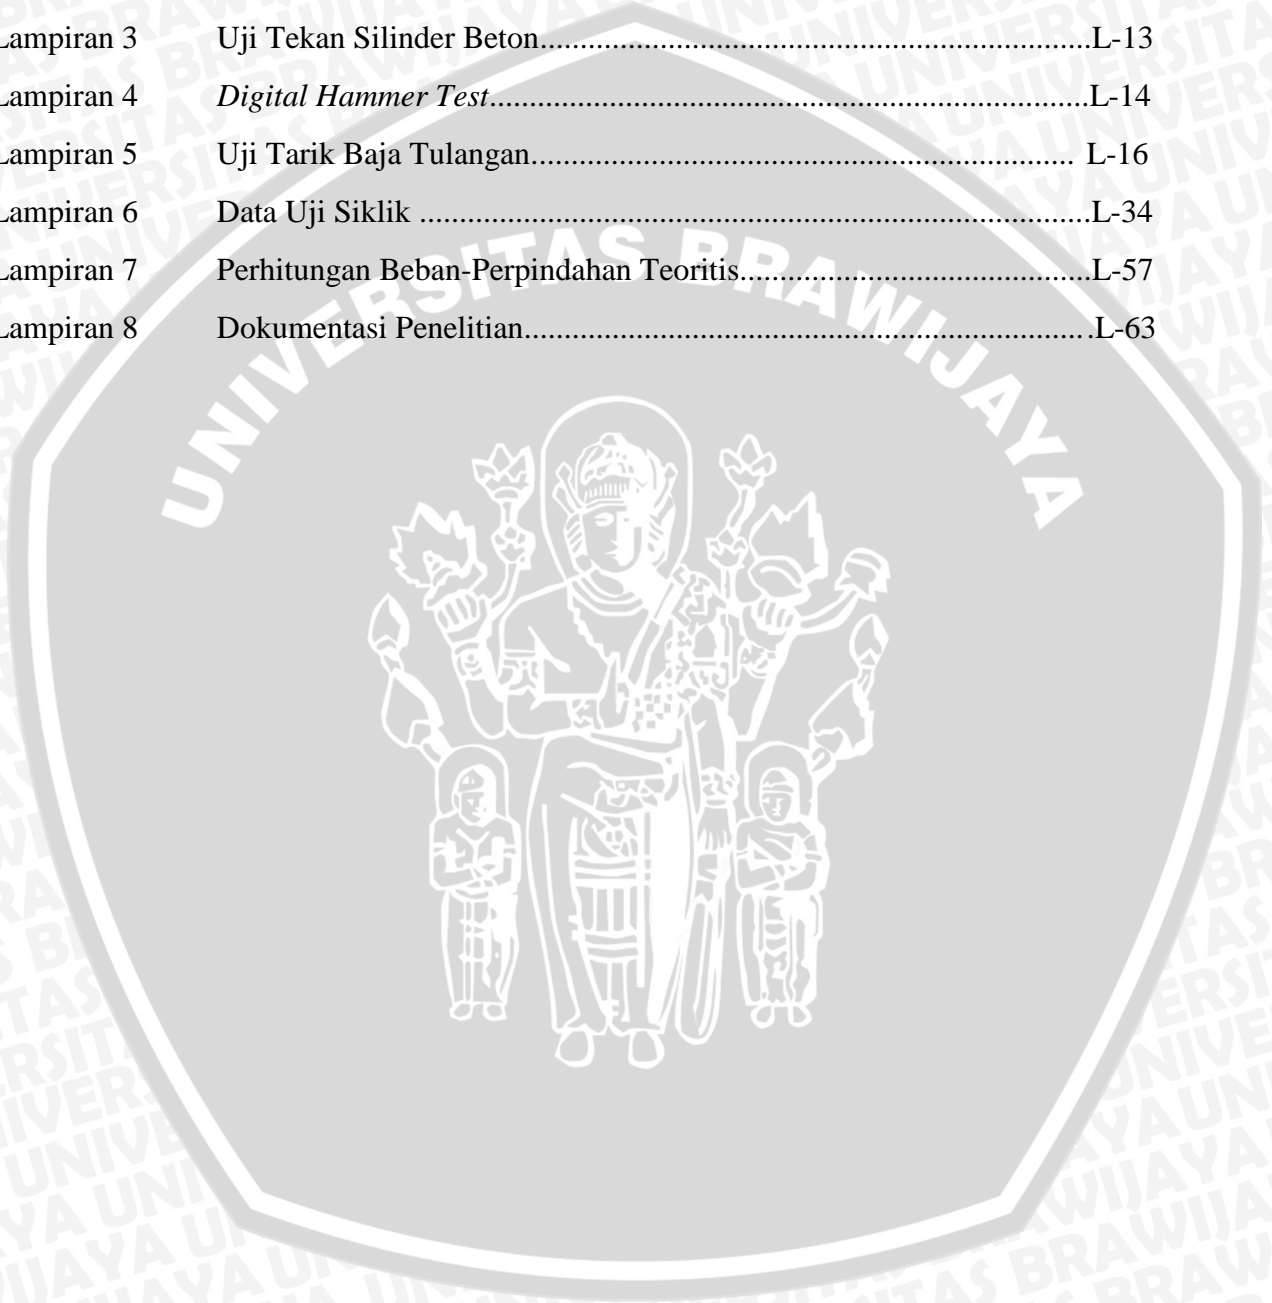 Lampiran 3 Uji Tekan Silinder Beton.....................................................................L-13
Lampiran 4 Digital Hammer Test...........................................................................L-14
Lampiran 5 Uji Tarik Baja Tulangan.................................................................... L-16
Lampiran 6 Data Uji Siklik ....................................................................................L-34
Lampiran 7 Perhitungan Beban-Perpindahan Teoritis............................................L-57
Lampiran 8 Dokumentasi Penelitian.......................................................................L-63
UNIVERSITAS BRAWIJAYA